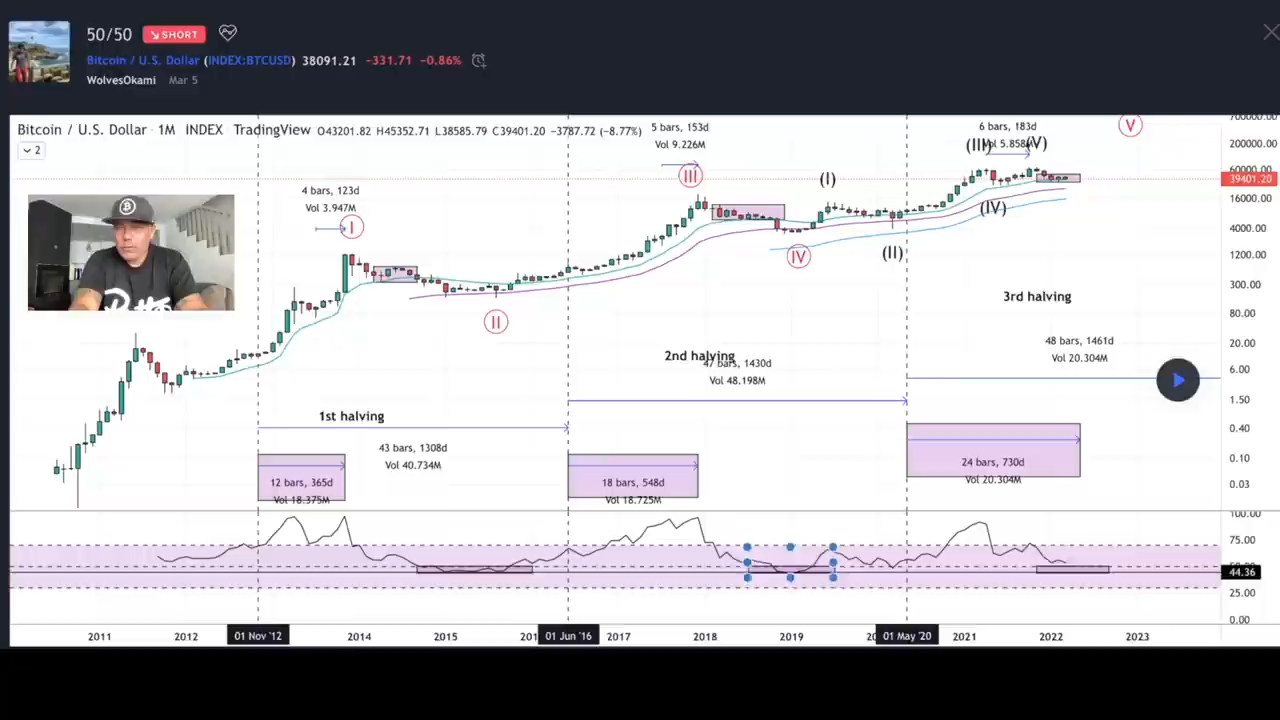 50/50 SHORT
Bitcoin / U.S. Dollar (INDEX:BTCUSD) 38091.21 -331.71 -0.86%
WolvesOkami Mar 5
Bitcoin / U.S. Dollar · 1M INDEX TradingView O43201.82 H45352.71 L38585.79 C39401.20 -3787.72 (-8.77%)
2
5 bars, 153d
Vol 9.226M
6 bars, 183d
Vol 5.858M
(III) (V)
V
700000.00
200000.00
60000.00
39401.20
16000.00
4000.00
1200.00
300.00
80.00
20.00
6.00
1.50
0.40
0.10
0.03
4 bars, 123d
Vol 3.947M
I
III
(I)
(IV)
(II)
IV
II
B
3rd halving
48 bars, 1461d
Vol 20.304M
2nd halving
47 bars, 1430d
Vol 48.198M
1st halving
43 bars, 1308d
Vol 40.734M
12 bars, 365d
Vol 18.375M
18 bars, 548d
Vol 18.725M
24 bars, 730d
Vol 20.304M
100.00
75.00
50.00
44.36
25.00
0.00
2011 2012 01 Nov '12 2014 2015 201 01 Jun '16 2017 2018 2019 20 01 May '20 2021 2022 2023